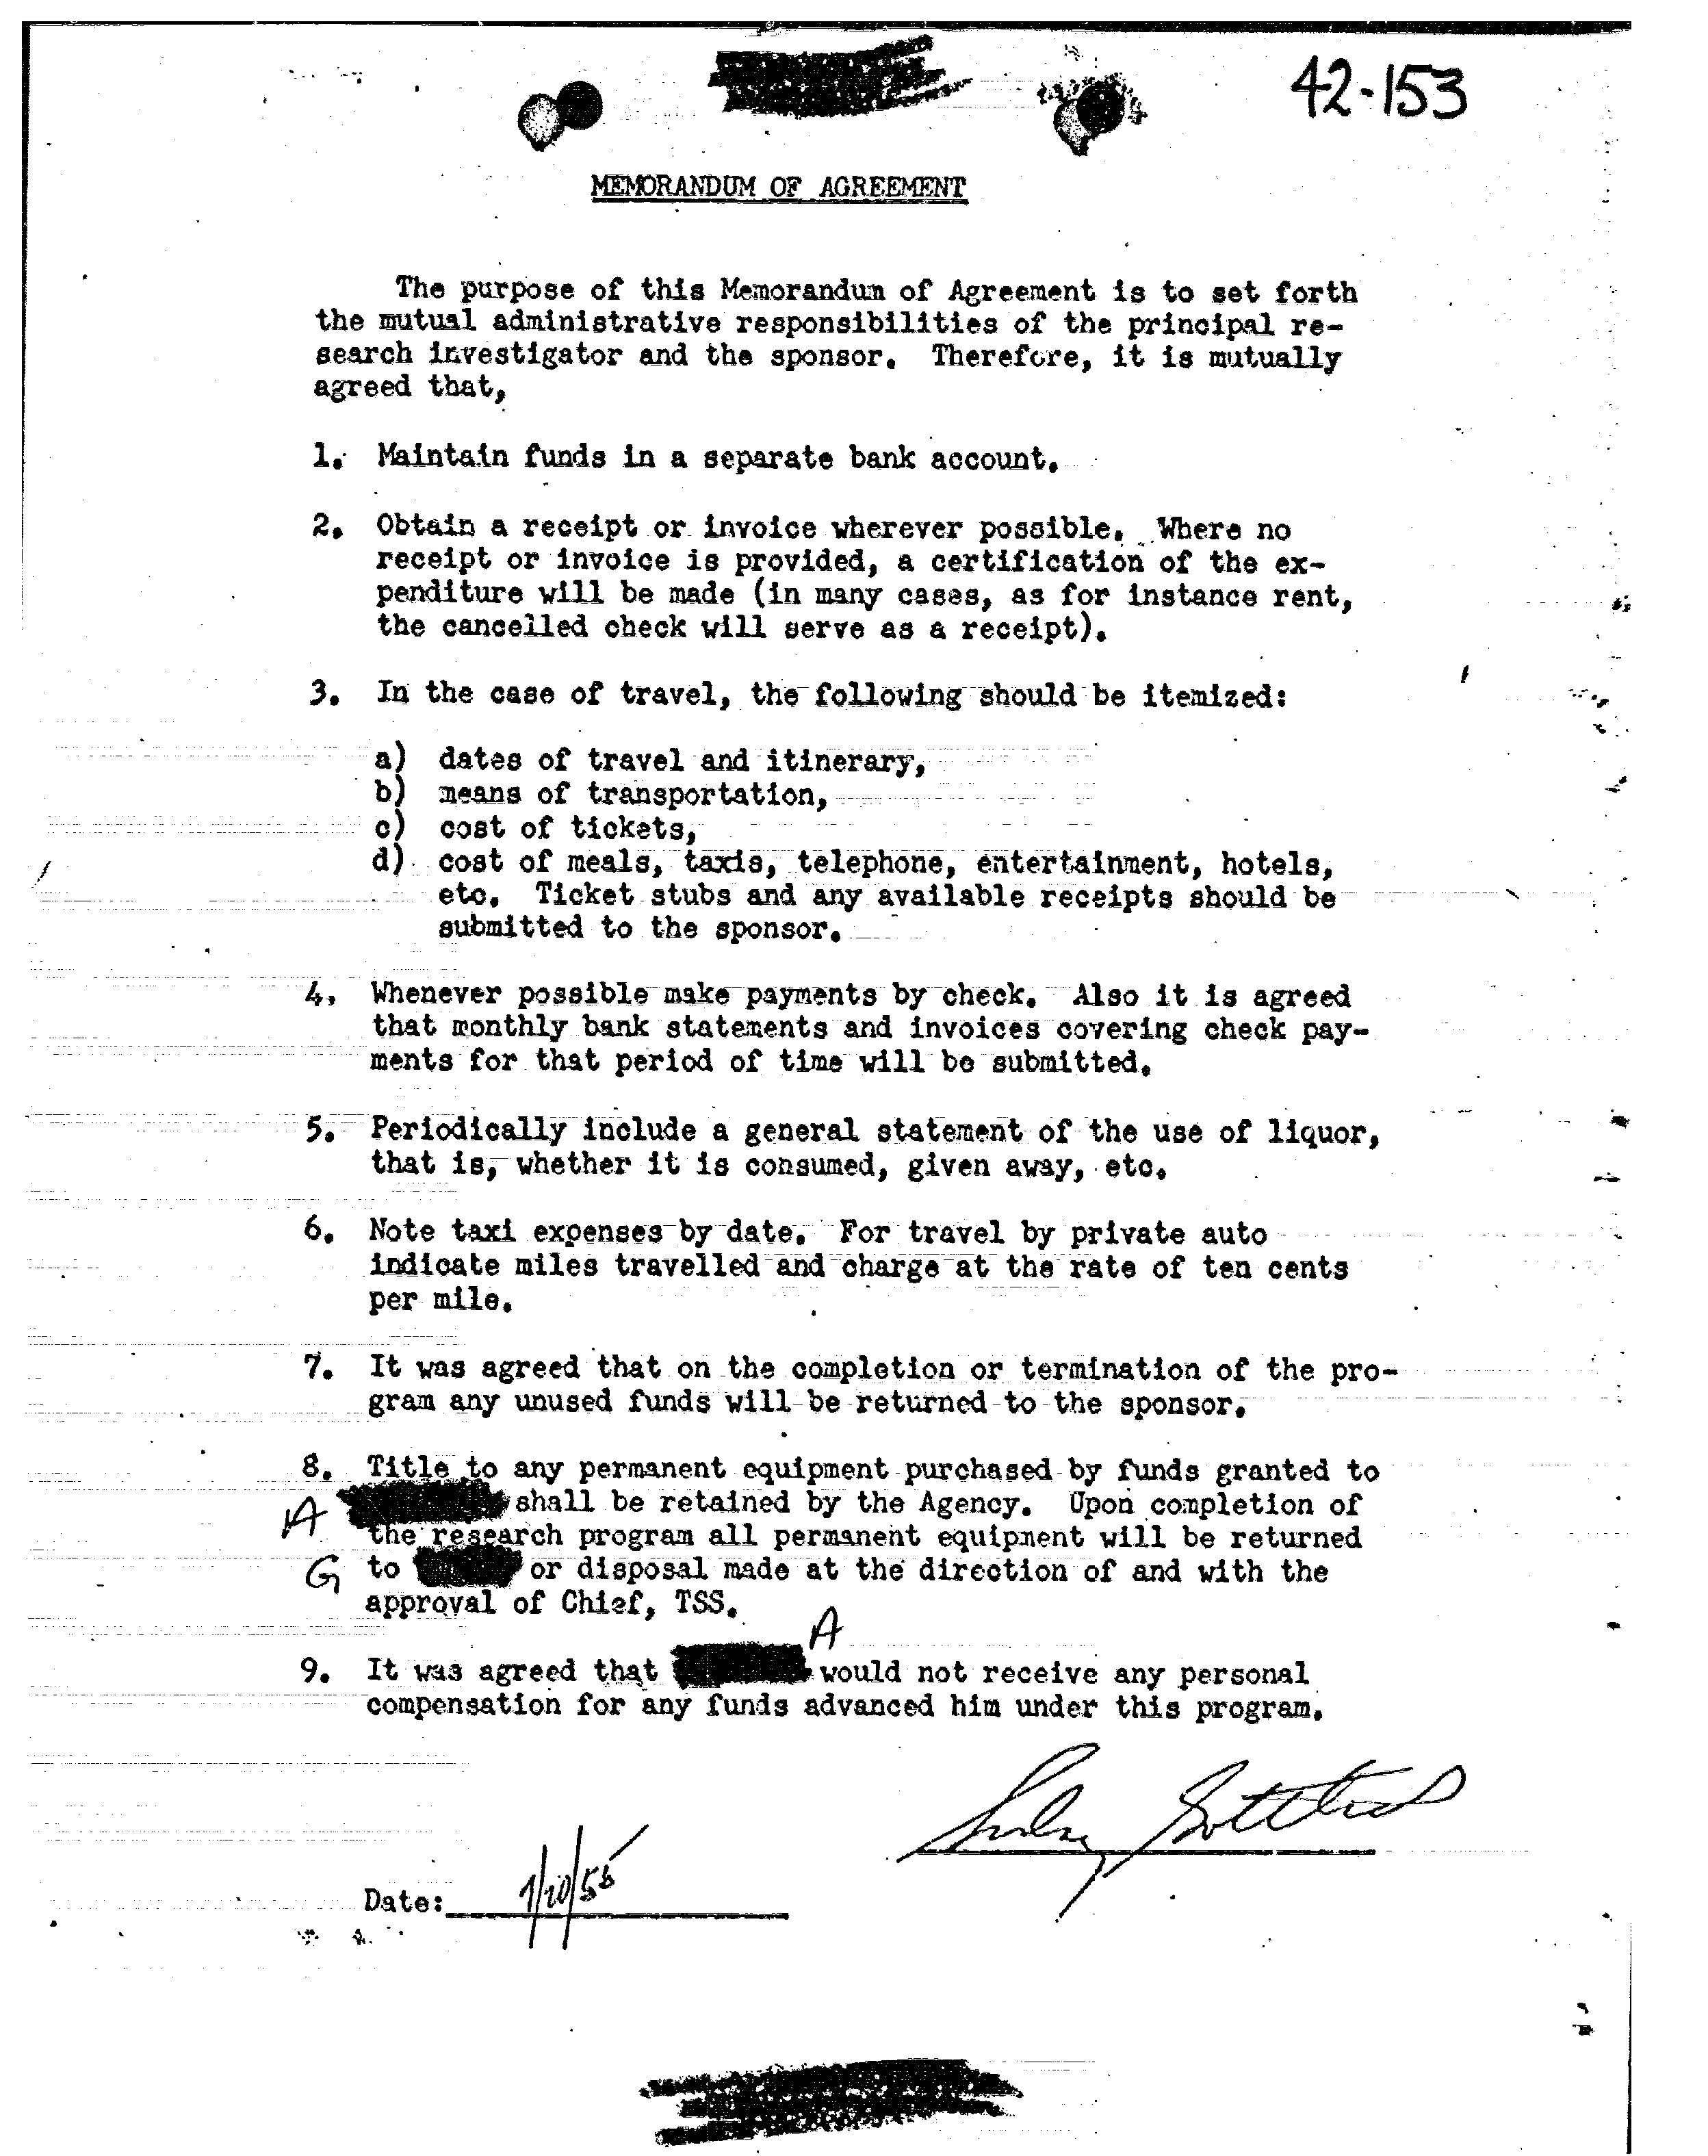 42-153
MEMORANDUM OF AGREEMENT
The purpose of this Memorandum of Agreement is to set forth
the mutual administrative responsibilities of the principal re-
search investigator and the sponsor. Therefore, it is mutually
agreed that,
1. Maintain funds in a separate bank account.
2. Obtain a receipt or invoice wherever possible. Where no
receipt or invoice is provided, a certification of the ex-
penditure will be made (in many cases, as for instance rent,
the cancelled check will serve as a receipt).
3. In the case of travel, the following should be itemized:
a) dates of travel and itinerary,
b) means of transportation,
c) cost of tickets,
d) cost of meals, taxis, telephone, entertainment, hotels,
etc. Ticket stubs and any available receipts should be
submitted to the sponsor.
4. Whenever possible make payments by check. Also it is agreed
that monthly bank statements and invoices covering check pay-
ments for that period of time will be submitted.
5. Periodically include a general statement of the use of liquor,
that is, whether it is consumed, given away, etc.
6. Note taxi expenses by date. For travel by private auto
indicate miles travelled and charge at the rate of ten cents
per mile.
7. It was agreed that on the completion or termination of the pro-
gram any unused funds will be returned to the sponsor.
8. Title to any permanent equipment purchased by funds granted to
A shall be retained by the Agency. Upon completion of
the research program all permanent equipment will be returned
G to or disposal made at the direction of and with the
approval of Chief, TSS.
A
9. It was agreed that would not receive any personal
compensation for any funds advanced him under this program.
Sidney Gottlieb
Date: